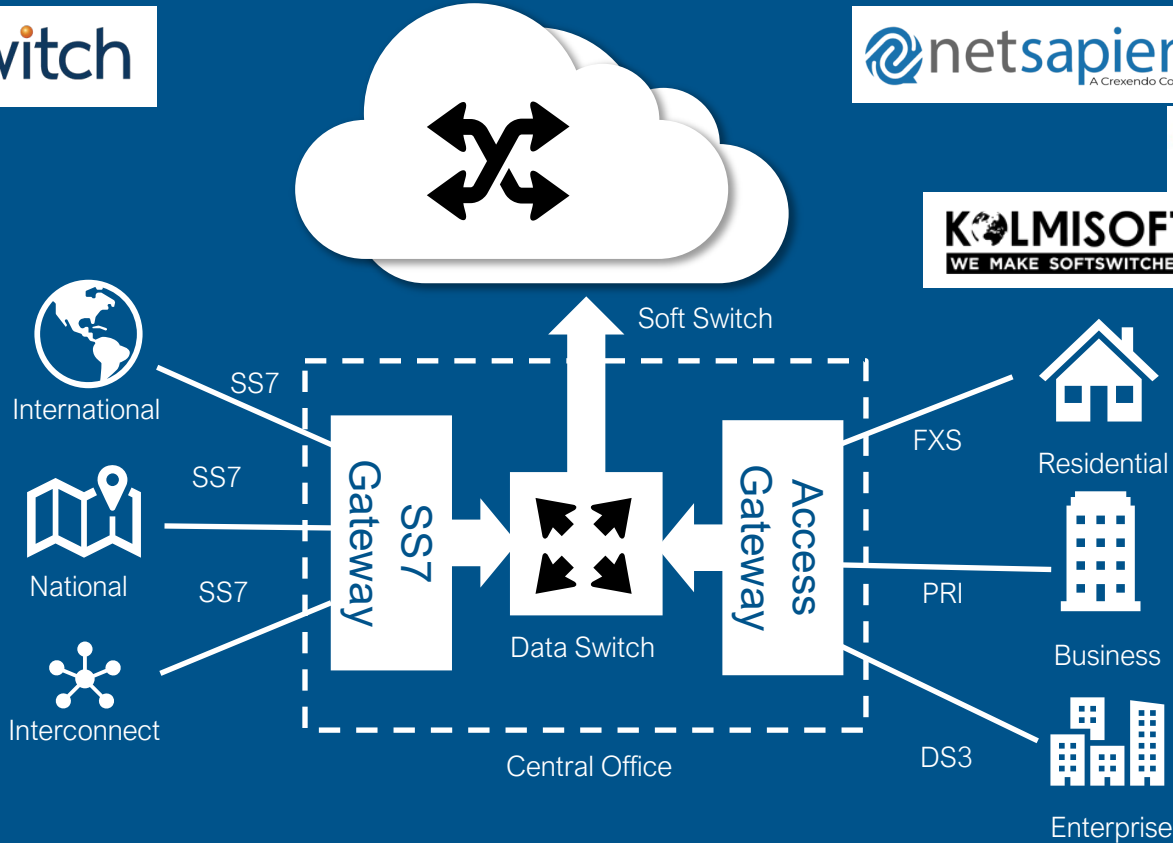 witch
netsapien
A Crexendo Co
KOLMISOFT
WE MAKE SOFTSWITCHE
Soft Switch
International
SS7
National
SS7
Interconnect
SS7
SS7
Gateway
Data Switch
Access
Gateway
Central Office
FXS
Residential
PRI
Business
DS3
Enterprise